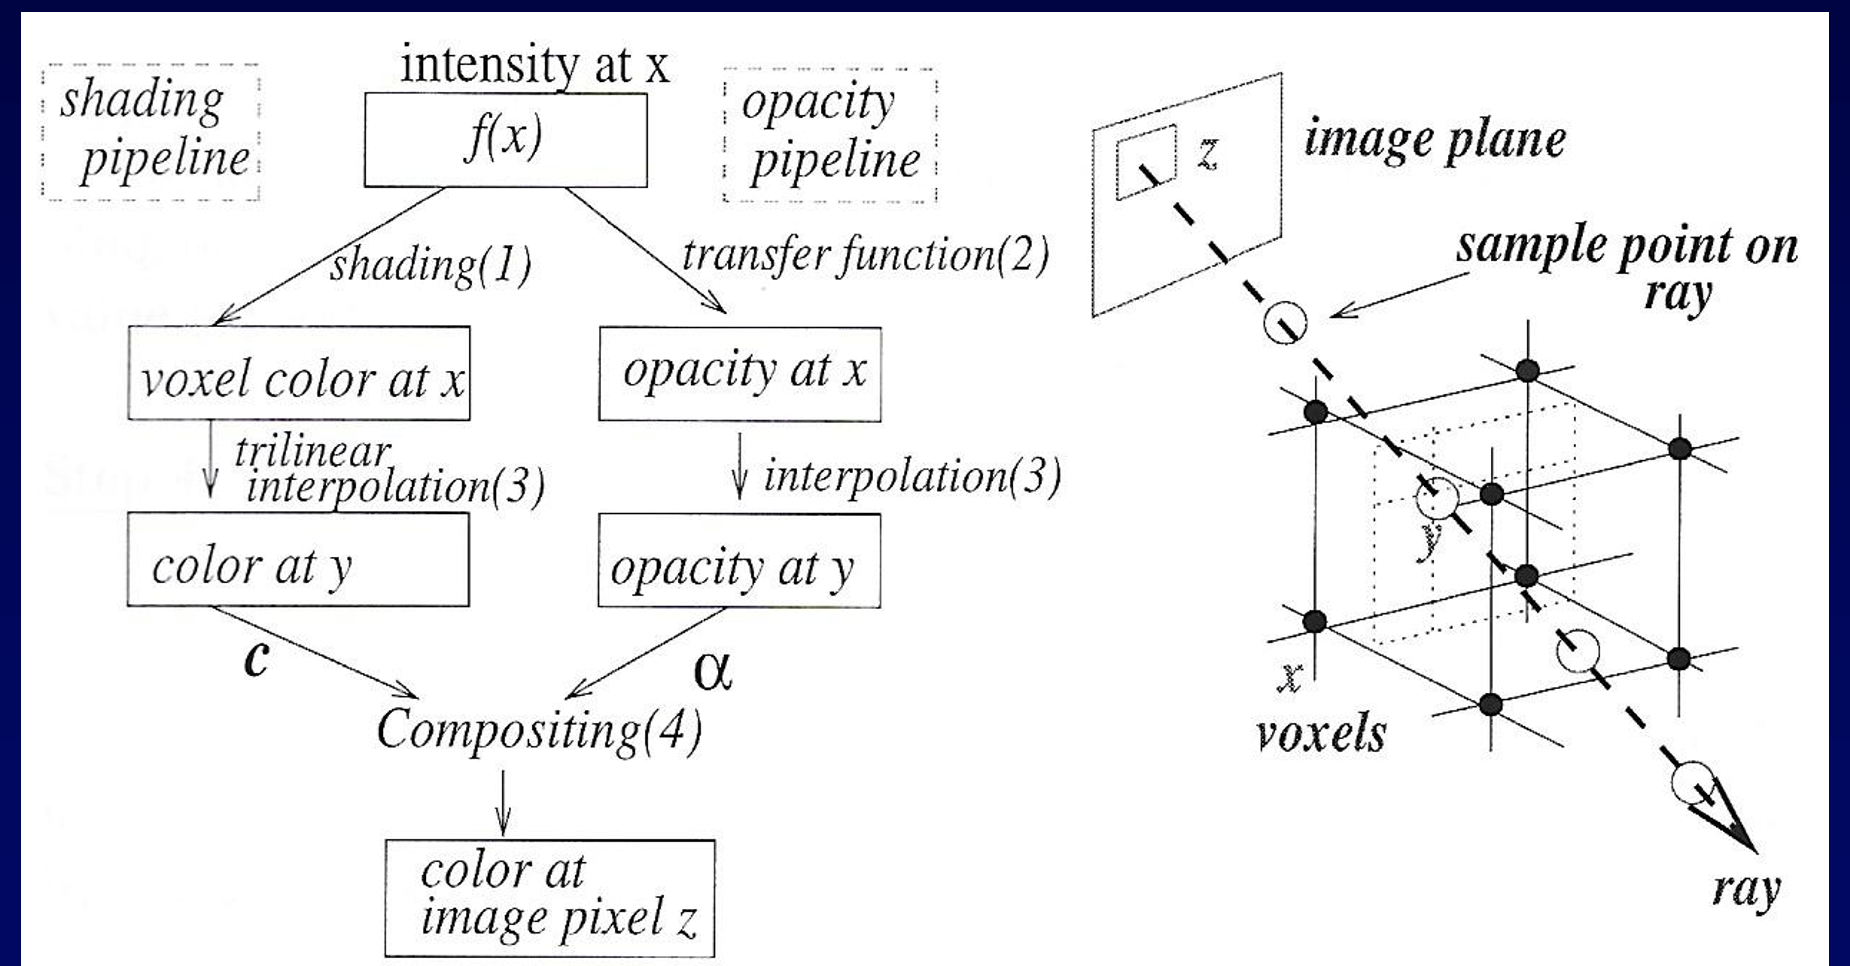 intensity at x
shading
pipeline
f(x)
opacity
pipeline
shading(1)
transfer function(2)
voxel color at x
opacity at x
trilinear
interpolation(3)
interpolation(3)
color at y
opacity at y
c
α
Compositing(4)
color at
image pixel z
z
image plane
sample point on
ray
y
x
voxels
ray